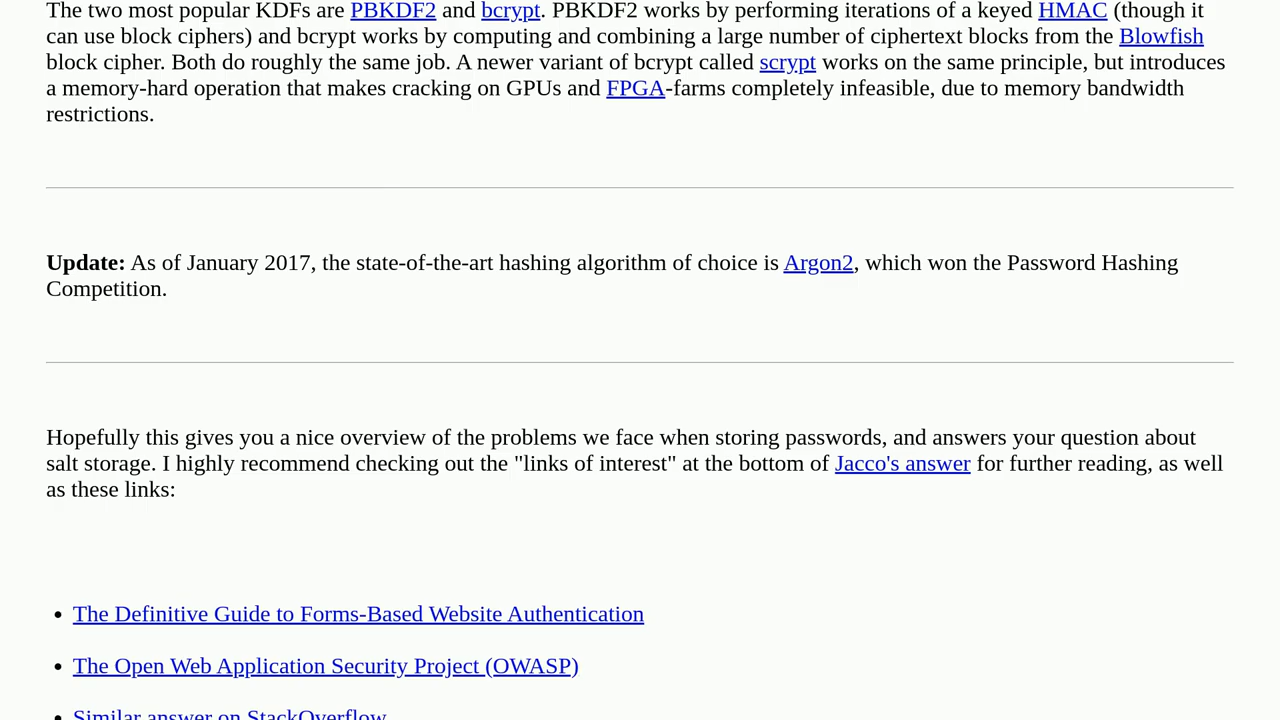 The two most popular KDFs are PBKDF2 and bcrypt. PBKDF2 works by performing iterations of a keyed HMAC (though it
can use block ciphers) and bcrypt works by computing and combining a large number of ciphertext blocks from the Blowfish
block cipher. Both do roughly the same job. A newer variant of bcrypt called scrypt works on the same principle, but introduces
a memory-hard operation that makes cracking on GPUs and FPGA-farms completely infeasible, due to memory bandwidth
restrictions.
Update: As of January 2017, the state-of-the-art hashing algorithm of choice is Argon2, which won the Password Hashing
Competition.
Hopefully this gives you a nice overview of the problems we face when storing passwords, and answers your question about
salt storage. I highly recommend checking out the "links of interest" at the bottom of Jacco's answer for further reading, as well
as these links:
• The Definitive Guide to Forms-Based Website Authentication
• The Open Web Application Security Project (OWASP)
• Similar answer on StackOverflow